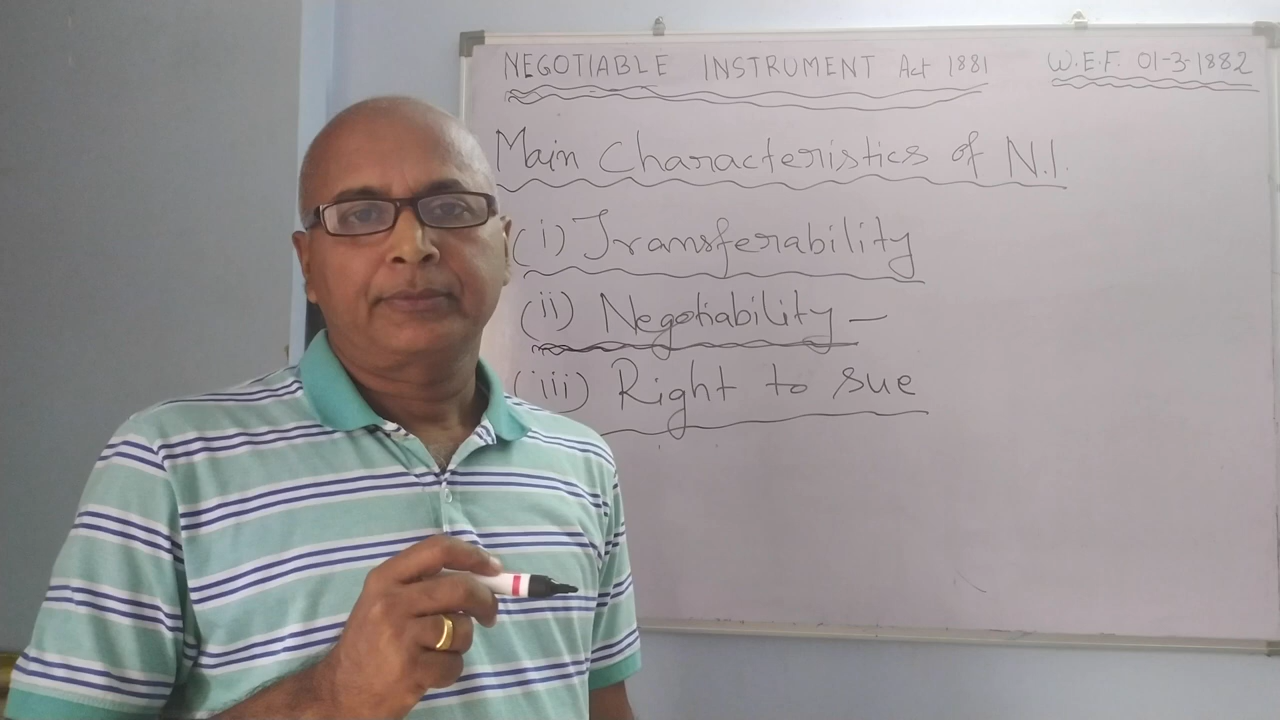 NEGOTIABLE INSTRUMENT Act 1881 W.E.F. 01-3-1882
Main Characteristics of N.I.
(i) Transferability
(ii) Negotiability –
(iii) Right to sue